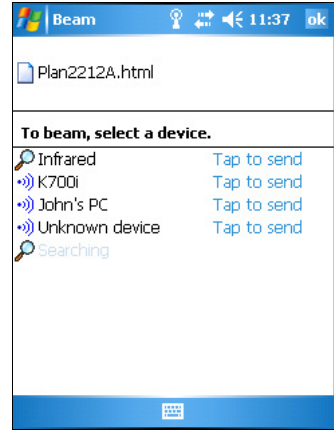 Beam 11:37 ok
Plan2212A.html
To beam, select a device.
Infrared Tap to send
K700i Tap to send
John's PC Tap to send
Unknown device Tap to send
Searching